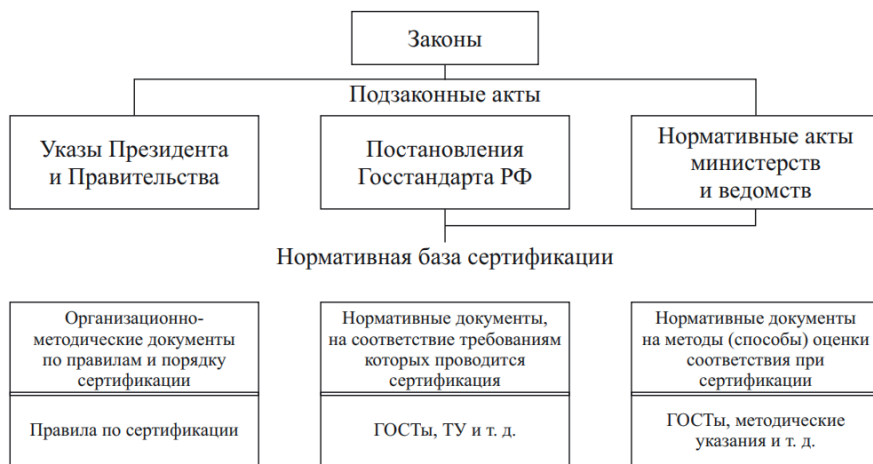 Законы
Подзаконные акты
Указы Президента
и Правительства
Постановления
Госстандарта РФ
Нормативные акты
министерств
и ведомств
Нормативная база сертификации
Организационно-
методические документы
по правилам и порядку
сертификации
Нормативные документы,
на соответствие требованиям
которых проводится
сертификация
Нормативные документы
на методы (способы) оценки
соответствия при
сертификации
Правила по сертификации
ГОСТы, ТУ и т. д.
ГОСТы, методические
указания и т. д.